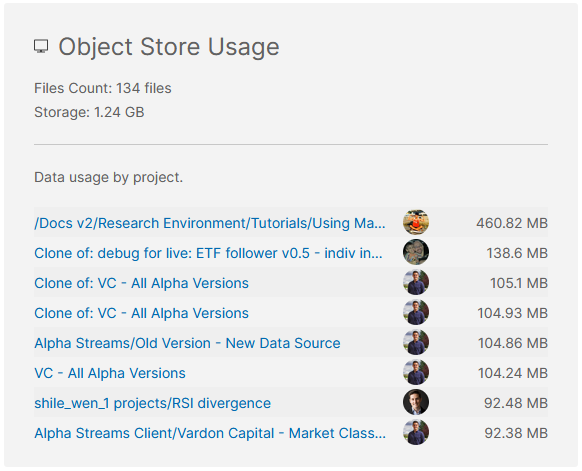 Object Store Usage
Files Count: 134 files
Storage: 1.24 GB
Data usage by project.
/Docs v2/Research Environment/Tutorials/Using Ma... 460.82 MB
Clone of: debug for live: ETF follower v0.5 - indiv in... 138.6 MB
Clone of: VC - All Alpha Versions 105.1 MB
Clone of: VC - All Alpha Versions 104.93 MB
Alpha Streams/Old Version - New Data Source 104.86 MB
VC - All Alpha Versions 104.24 MB
shile_wen_1 projects/RSI divergence 92.48 MB
Alpha Streams Client/Vardon Capital - Market Class... 92.38 MB